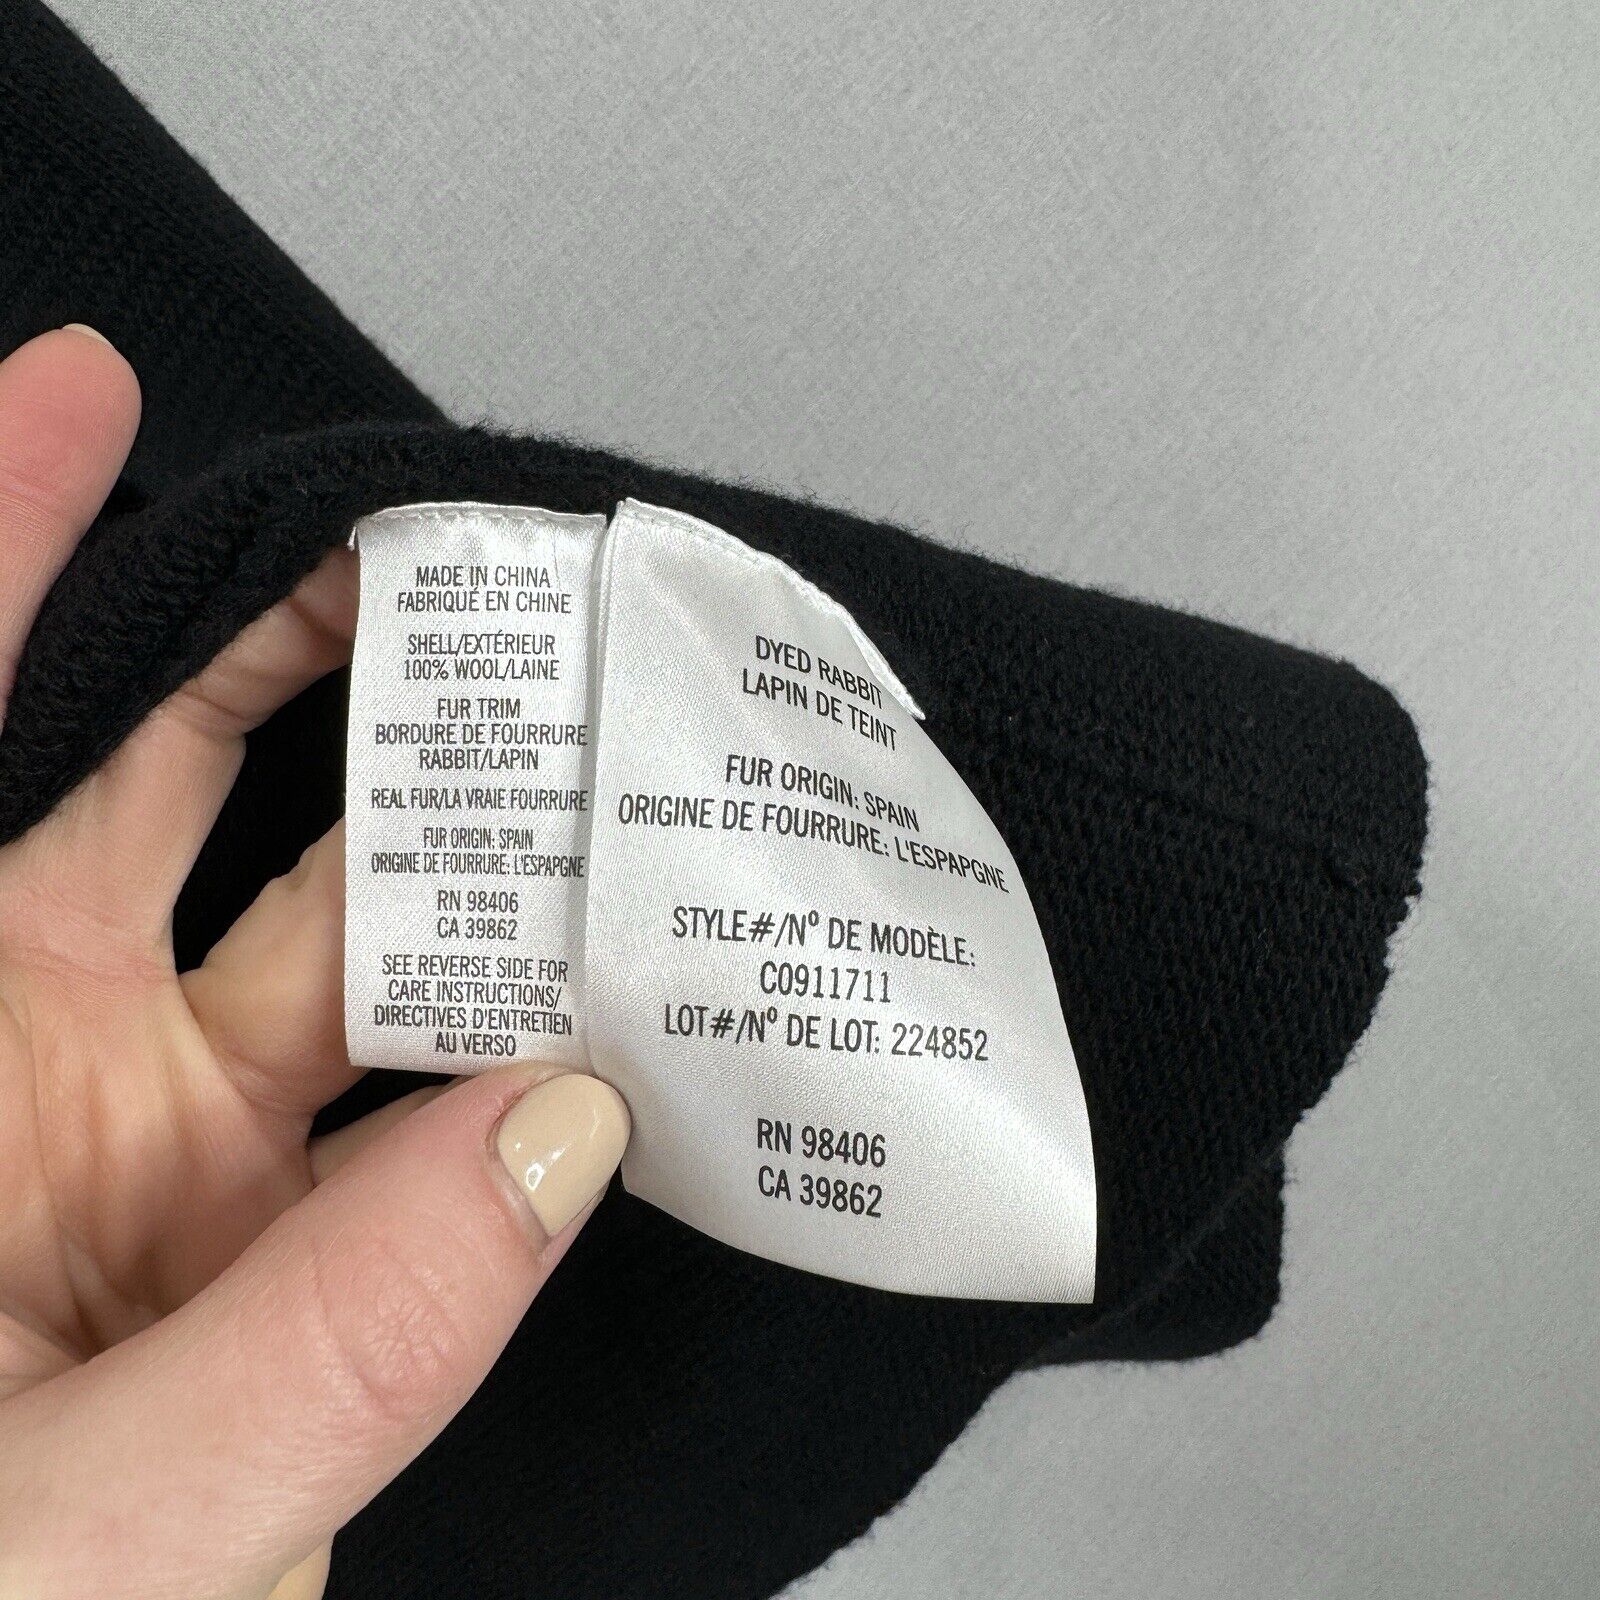 MADE IN CHINA
FABRIQUÉ EN CHINE
SHELL/EXTÉRIEUR
100% WOOL/LAINE
FUR TRIM
BORDURE DE FOURRURE
RABBIT/LAPIN
REAL FUR/LA VRAIE FOURRURE
FUR ORIGIN: SPAIN
ORIGINE DE FOURRURE: L'ESPAPGNE
RN 98406
CA 39862
SEE REVERSE SIDE FOR
CARE INSTRUCTIONS/
DIRECTIVES D'ENTRETIEN
AU VERSO
DYED RABBIT
LAPIN DE TEINT
FUR ORIGIN: SPAIN
ORIGINE DE FOURRURE: L'ESPAPGNE
STYLE#/Nº DE MODÈLE:
C0911711
LOT#/Nº DE LOT: 224852
RN 98406
CA 39862